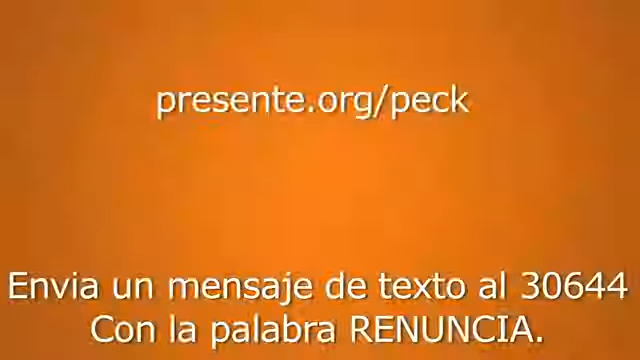 presente.org/peck
Envia un mensaje de texto al 30644
Con la palabra RENUNCIA.